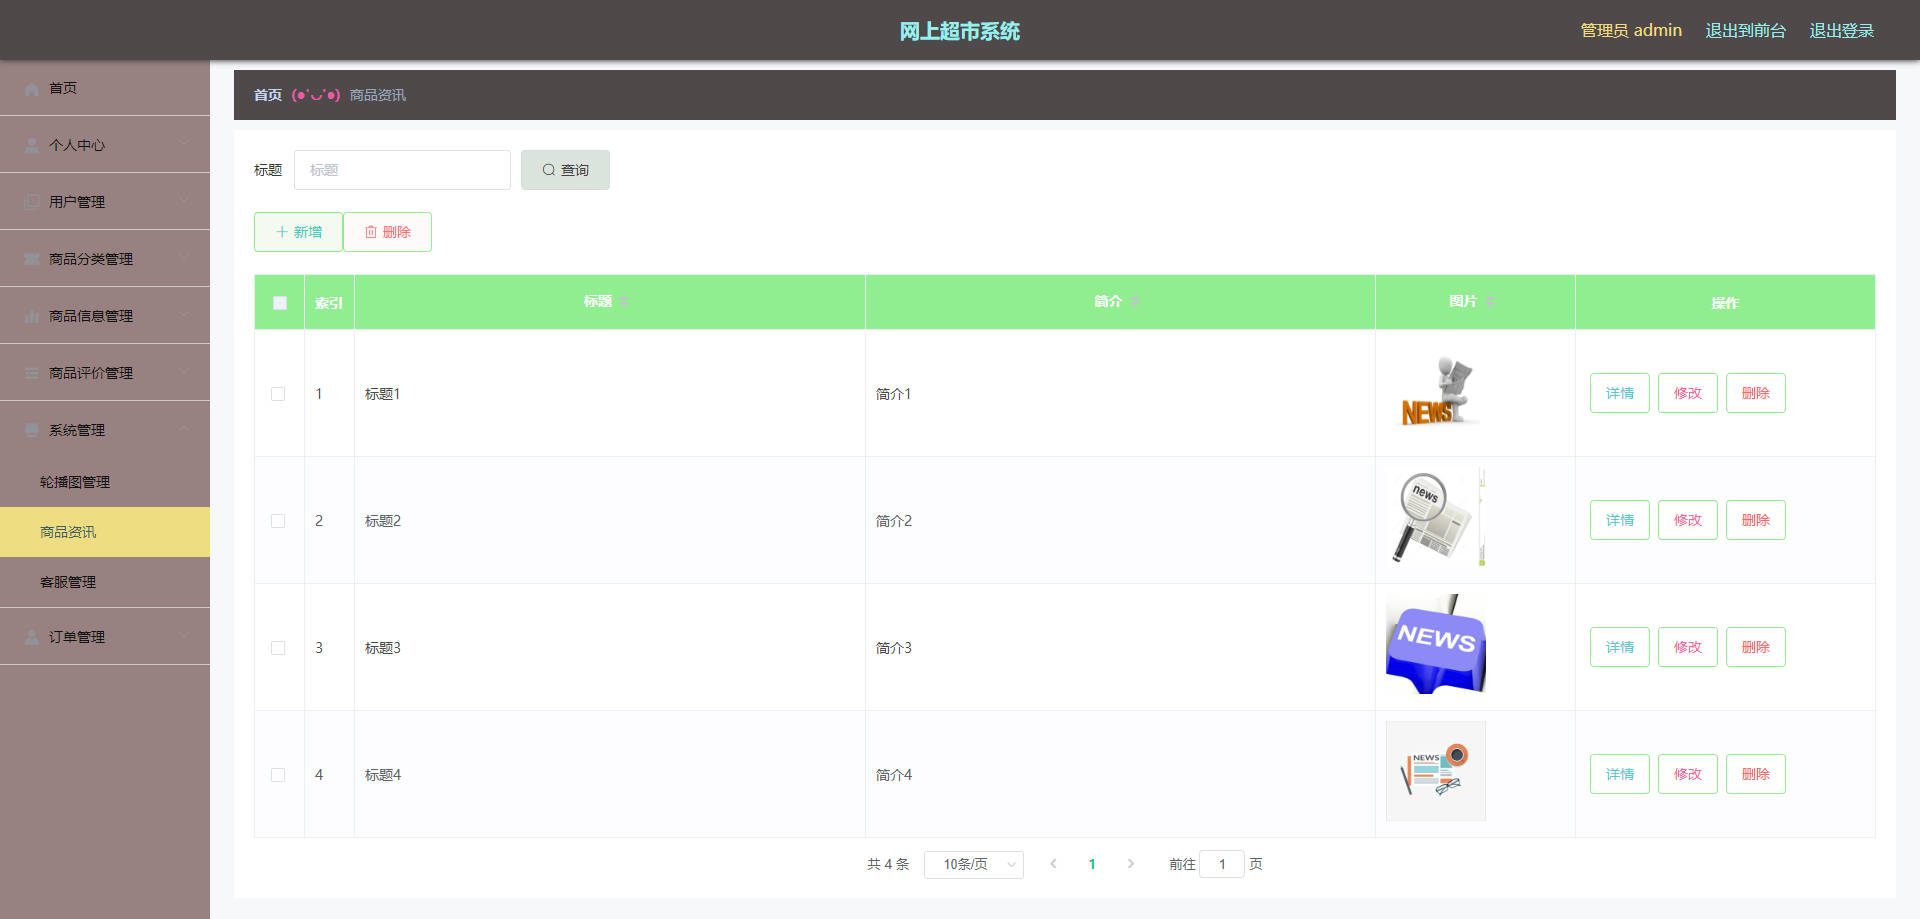 网上超市系统
管理员 admin 退出到前台 退出登录
首页
个人中心
用户管理
商品分类管理
商品信息管理
商品评价管理
系统管理
轮播图管理
商品资讯
客服管理
订单管理
首页 (●'◡'●) 商品资讯
标题 标题 查询
新增 删除
索引 标题 简介 图片 操作
1 标题1 简介1 NEWS 详情 修改 删除
2 标题2 简介2 news 详情 修改 删除
3 标题3 简介3 NEWS 详情 修改 删除
4 标题4 简介4 NEWS 详情 修改 删除
共 4 条 10条/页 1 前往 1 页